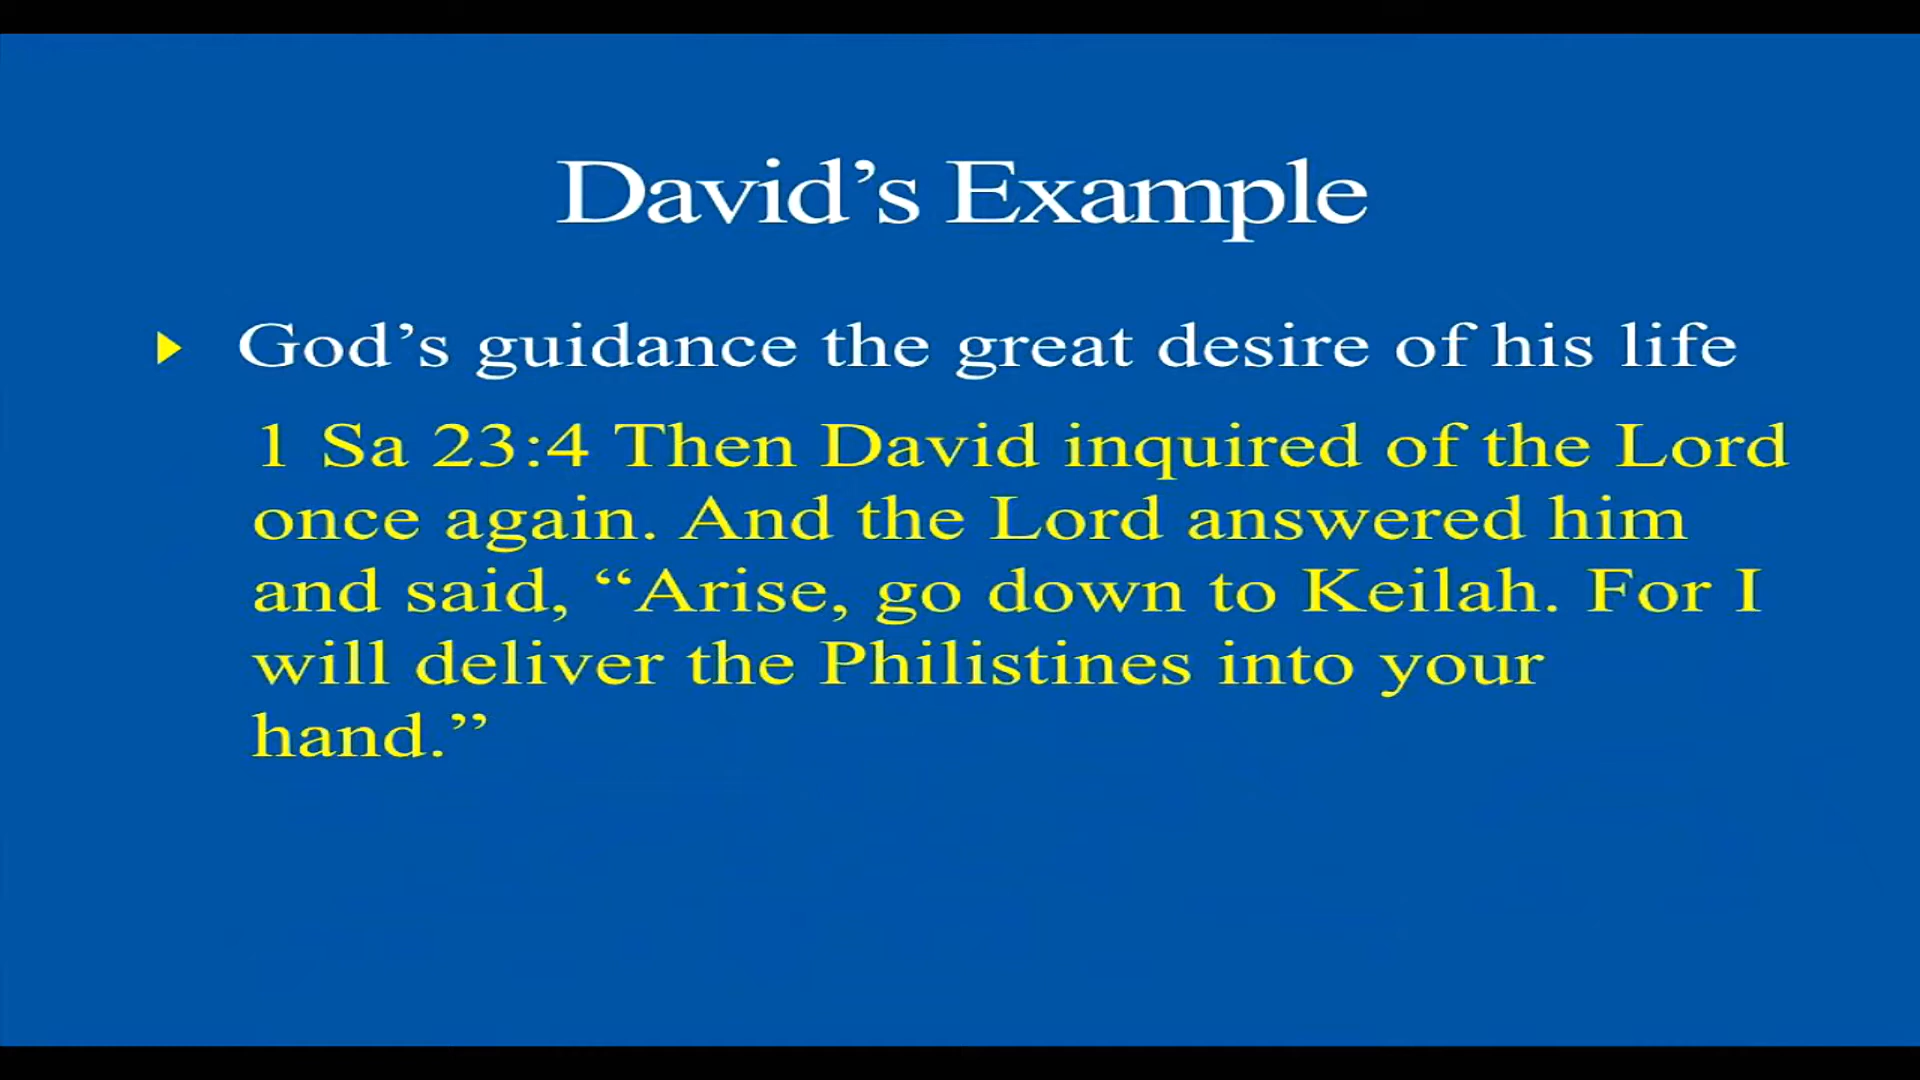 David’s Example
God’s guidance the great desire of his life
1 Sa 23:4 Then David inquired of the Lord
once again. And the Lord answered him
and said, “Arise, go down to Keilah. For I
will deliver the Philistines into your
hand.”